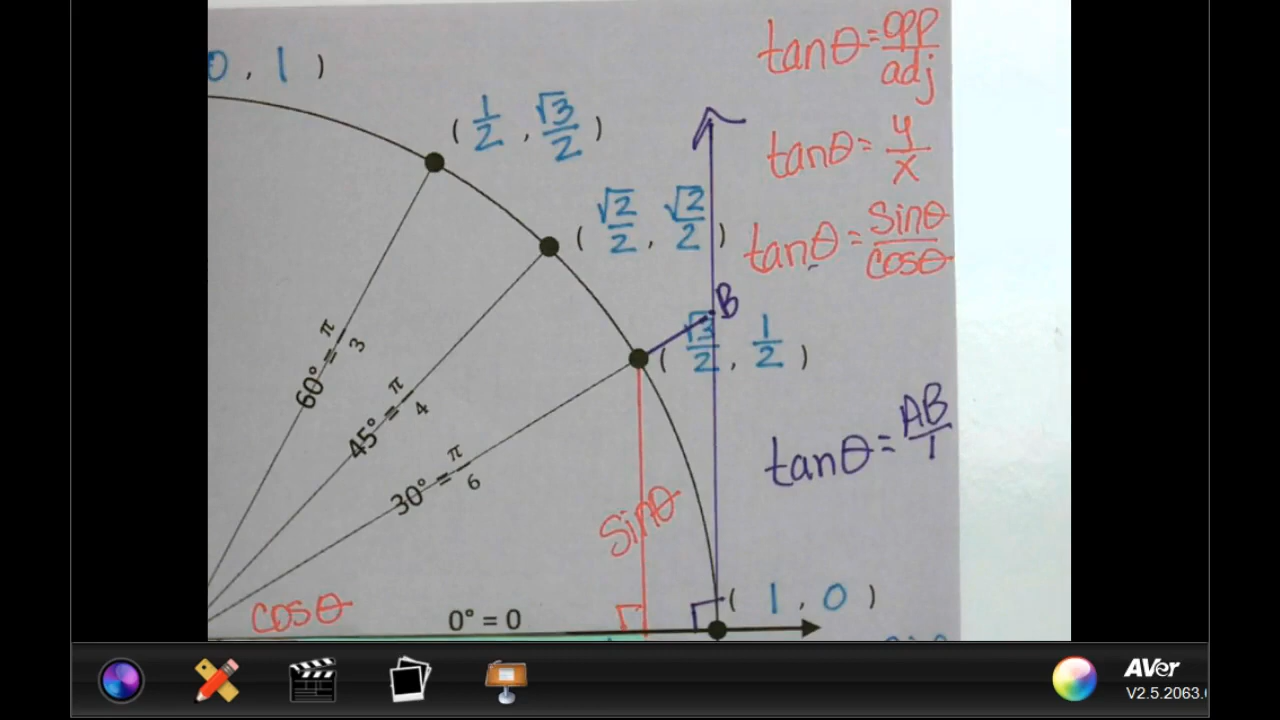 0, 1)
tanθ = opp/adj
(1/2, √3/2)
tanθ = y/x
(√2/2, √2/2)
tanθ = sinθ/cosθ
B
(√3/2, 1/2)
60° = π/3
45° = π/4
30° = π/6
tanθ = AB/1
sinθ
cosθ
0° = 0
(1, 0)
AVer
V2.5.2063.